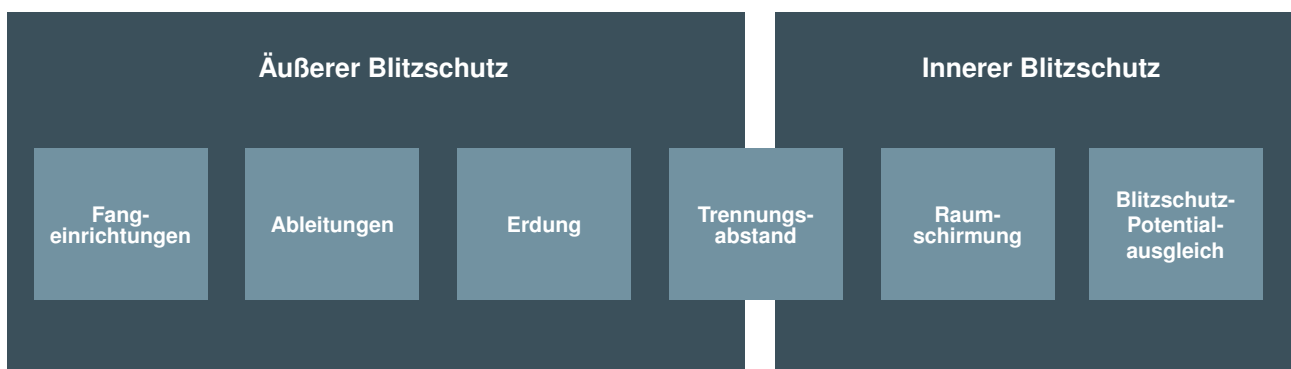 Äußerer Blitzschutz
Innerer Blitzschutz
Fang-
einrichtungen
Ableitungen
Erdung
Trennungs-
abstand
Raum-
schirmung
Blitzschutz-
Potential-
ausgleich